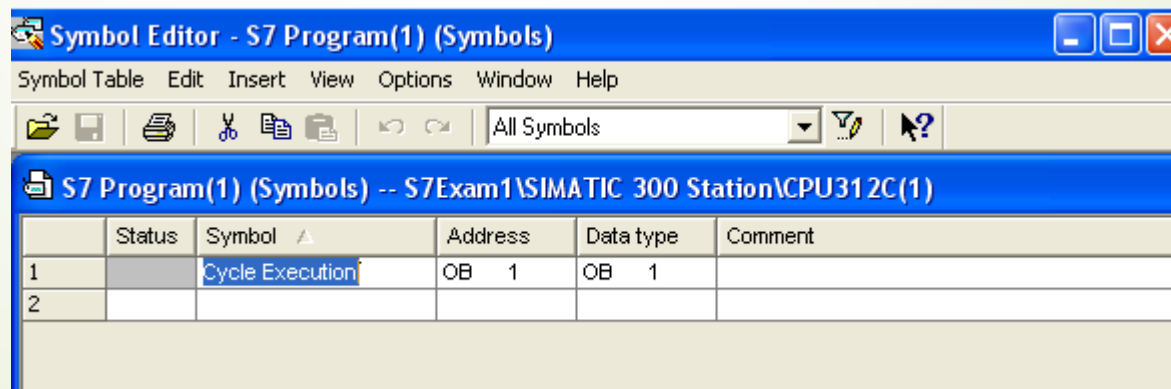 Symbol Editor - S7 Program(1) (Symbols)
Symbol Table Edit Insert View Options Window Help
All Symbols
S7 Program(1) (Symbols) -- S7Exam1\SIMATIC 300 Station\CPU312C(1)
Status Symbol Address Data type Comment
1 Cycle Execution OB 1 OB 1
2